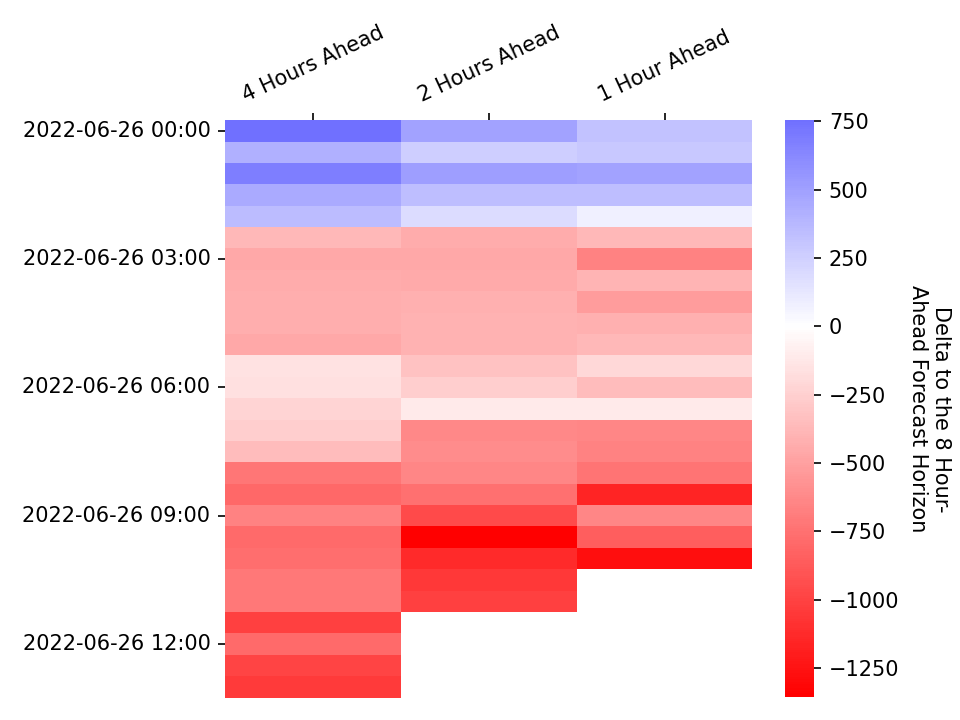 4 Hours Ahead
2 Hours Ahead
1 Hour Ahead
2022-06-26 00:00
2022-06-26 03:00
2022-06-26 06:00
2022-06-26 09:00
2022-06-26 12:00
750
500
250
0
−250
−500
−750
−1000
−1250
Delta to the 8 Hour-
Ahead Forecast Horizon